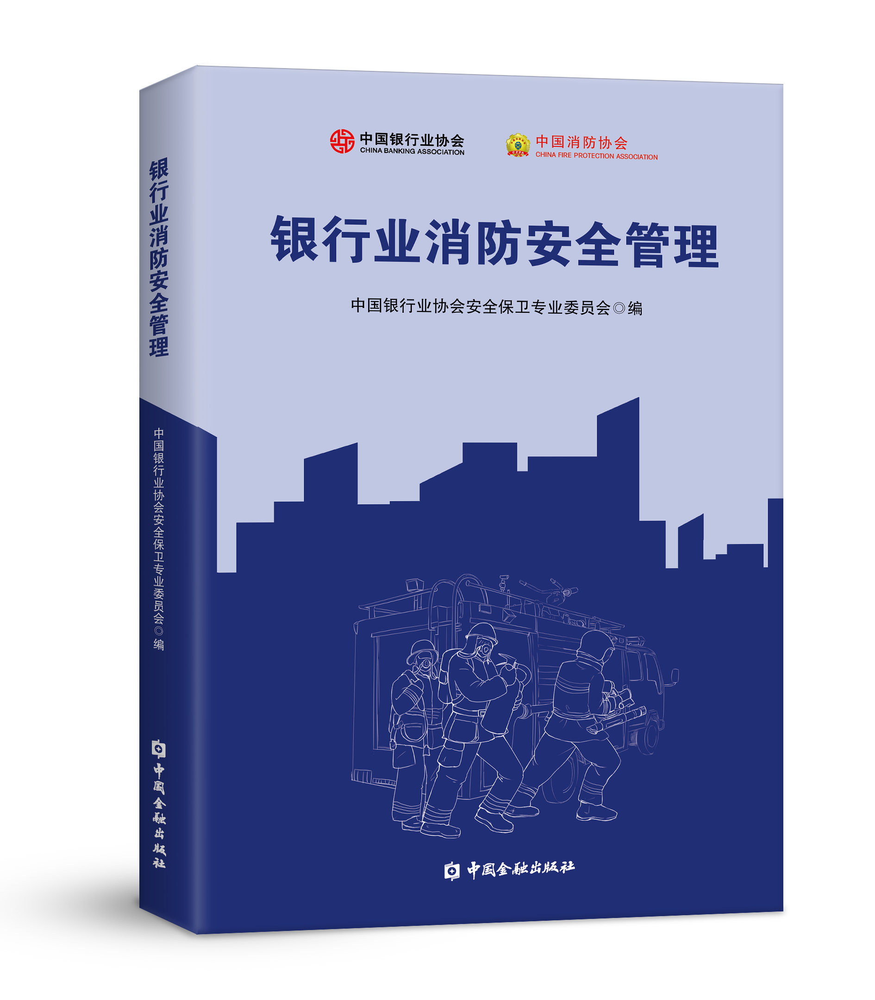 中国银行业协会
CHINA BANKING ASSOCIATION
中国消防协会
CHINA FIRE PROTECTION ASSOCIATION
银行业消防安全管理
中国银行业协会安全保卫专业委员会◎编
中国金融出版社
银行业消防安全管理
中国银行业协会安全保卫专业委员会◎编
中国金融出版社